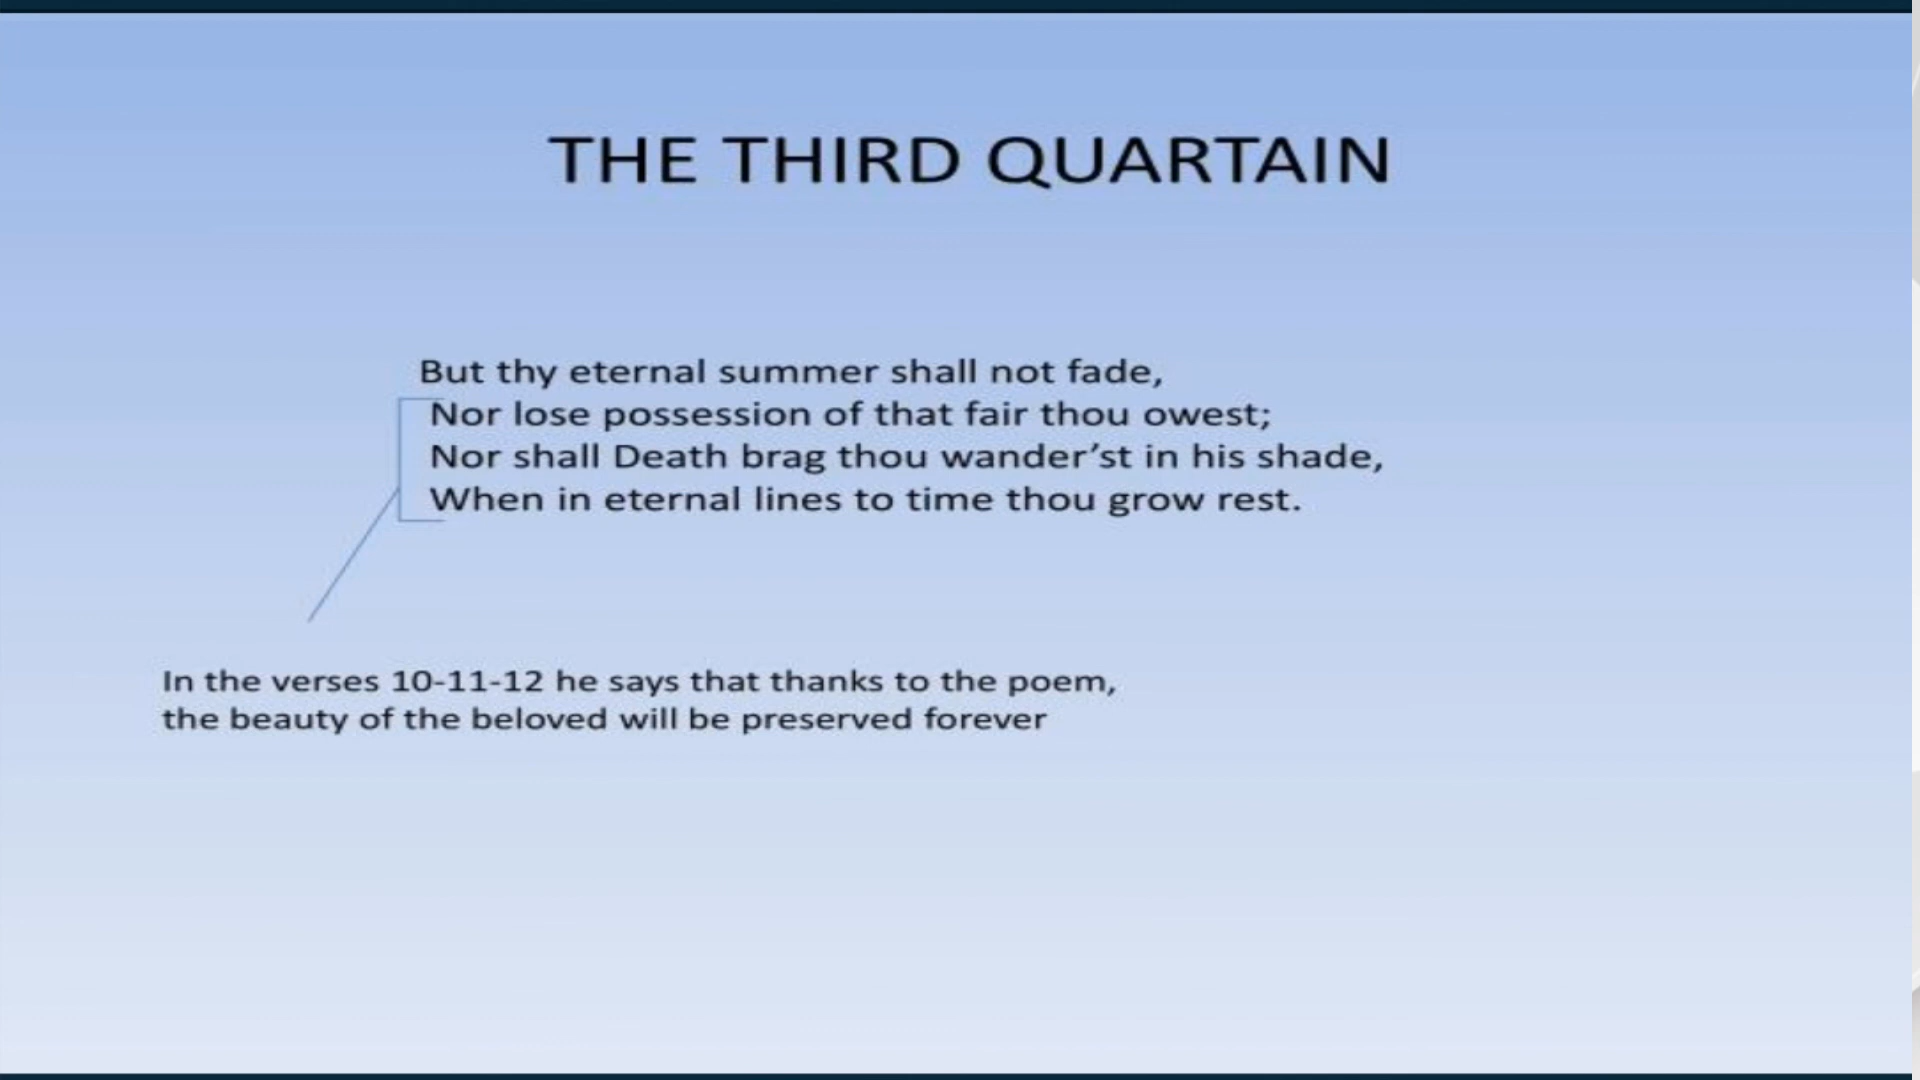 THE THIRD QUARTAIN
But thy eternal summer shall not fade,
Nor lose possession of that fair thou owest;
Nor shall Death brag thou wander’st in his shade,
When in eternal lines to time thou grow rest.
In the verses 10-11-12 he says that thanks to the poem,
the beauty of the beloved will be preserved forever